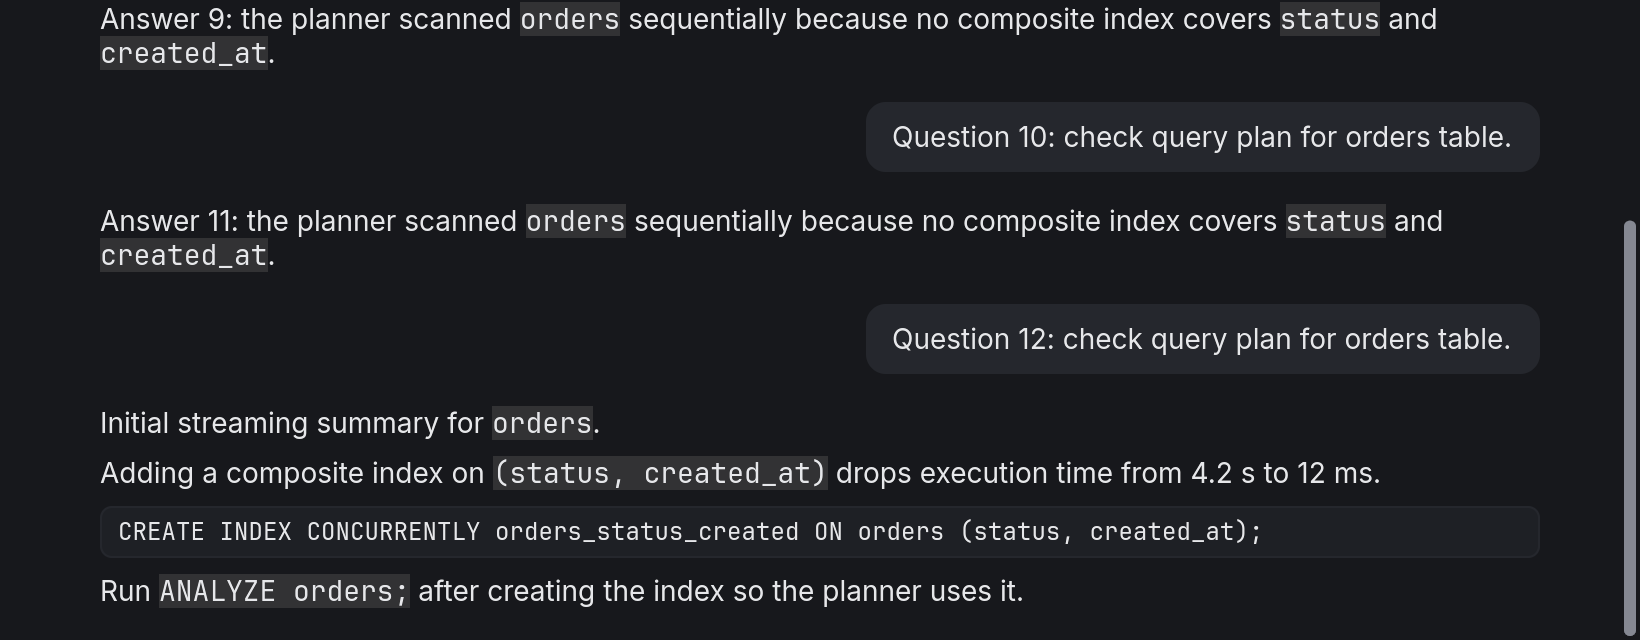 Answer 9: the planner scanned orders sequentially because no composite index covers status and
created_at.
Question 10: check query plan for orders table.
Answer 11: the planner scanned orders sequentially because no composite index covers status and
created_at.
Question 12: check query plan for orders table.
Initial streaming summary for orders.
Adding a composite index on (status, created_at) drops execution time from 4.2 s to 12 ms.
CREATE INDEX CONCURRENTLY orders_status_created ON orders (status, created_at);
Run ANALYZE orders; after creating the index so the planner uses it.